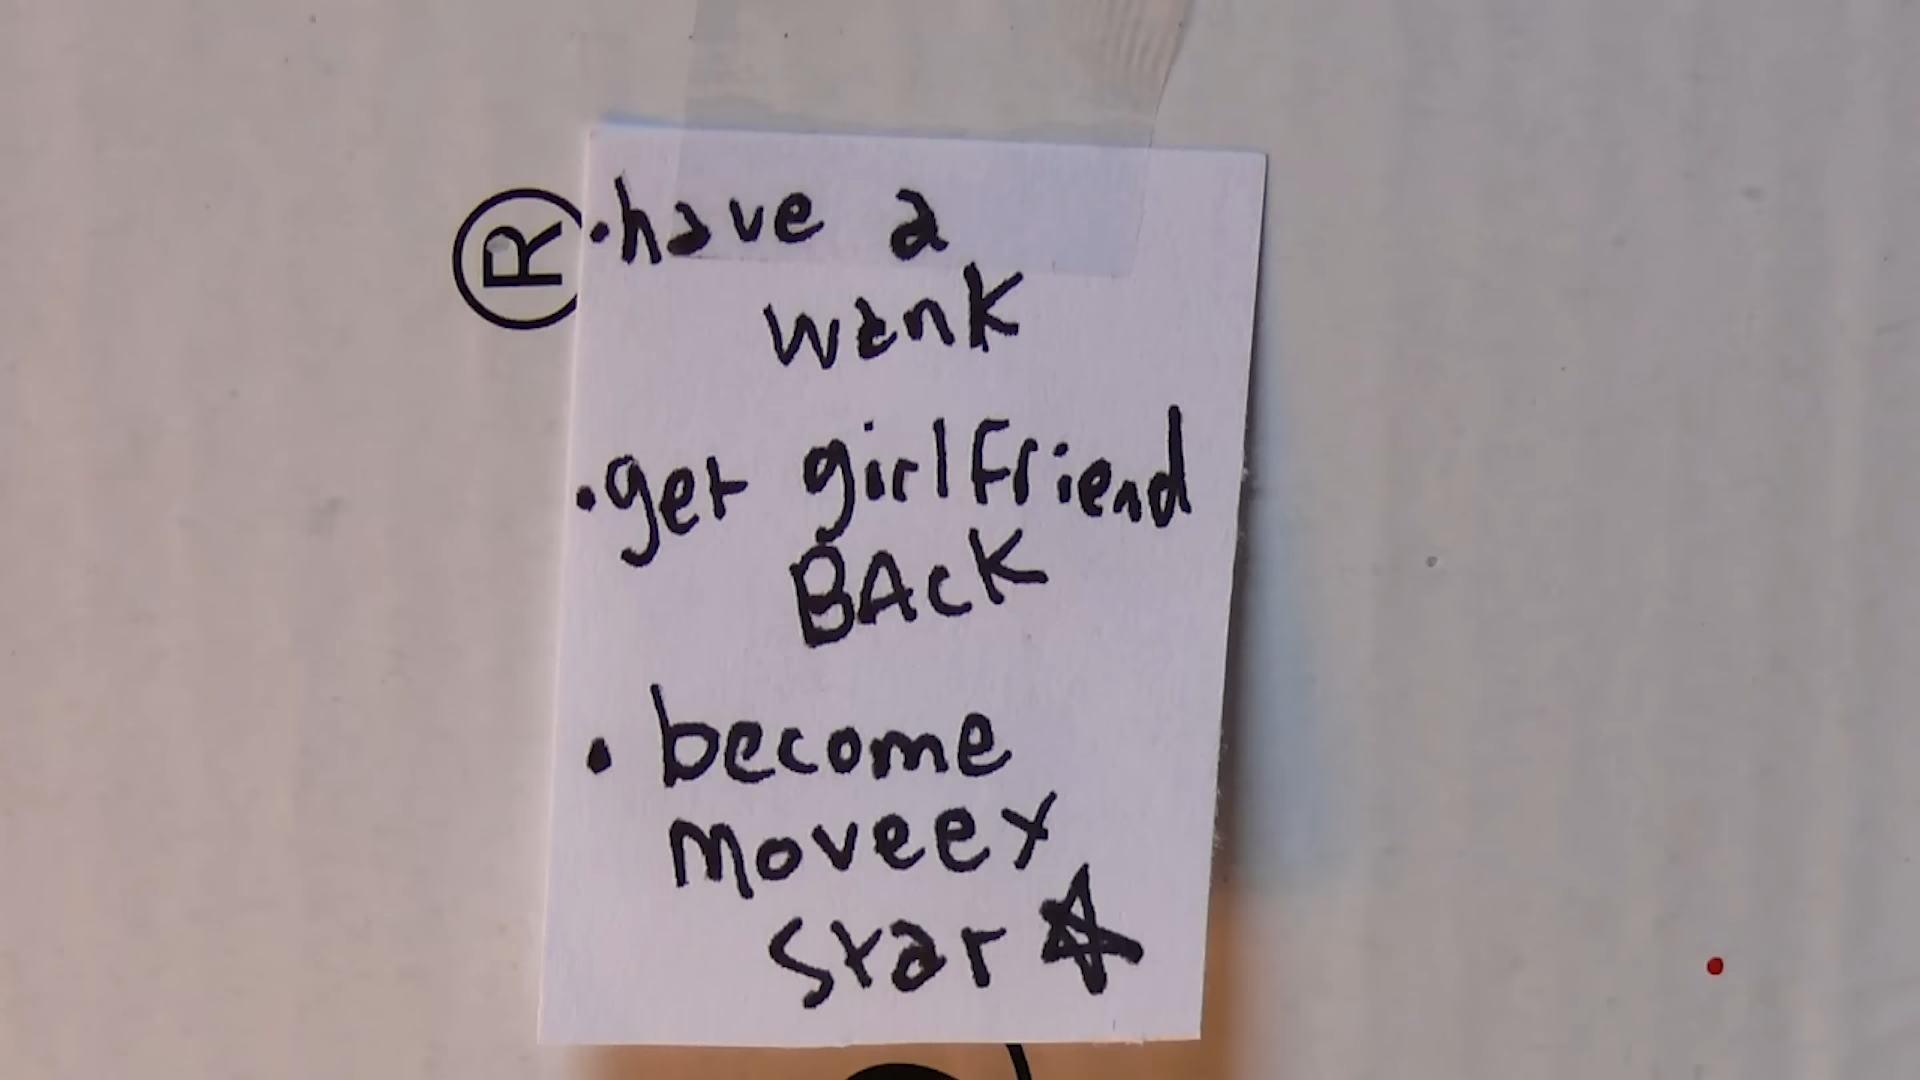 ®
•have a
wank
•get girlfriend
BACK
• become
moveex
star